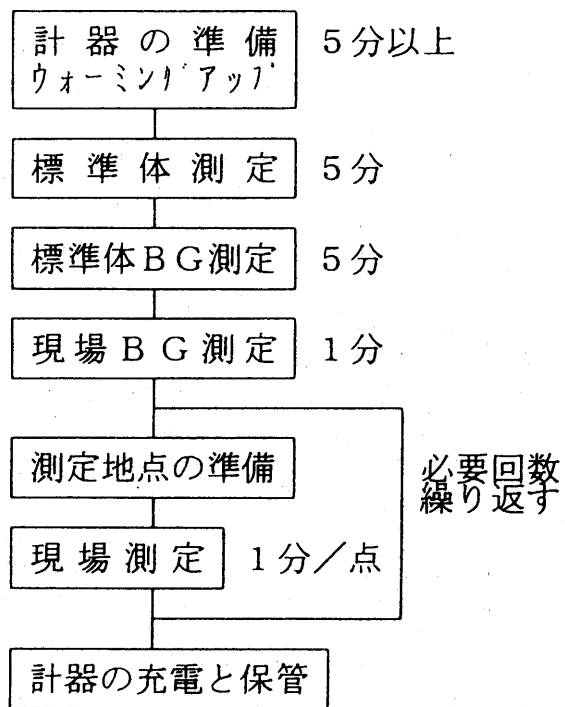 計器の準備 5分以上
ウォーミングアップ
標準体測定 5分
標準体BG測定 5分
現場BG測定 1分
測定地点の準備
必要回数
繰り返す
現場測定 1分/点
計器の充電と保管